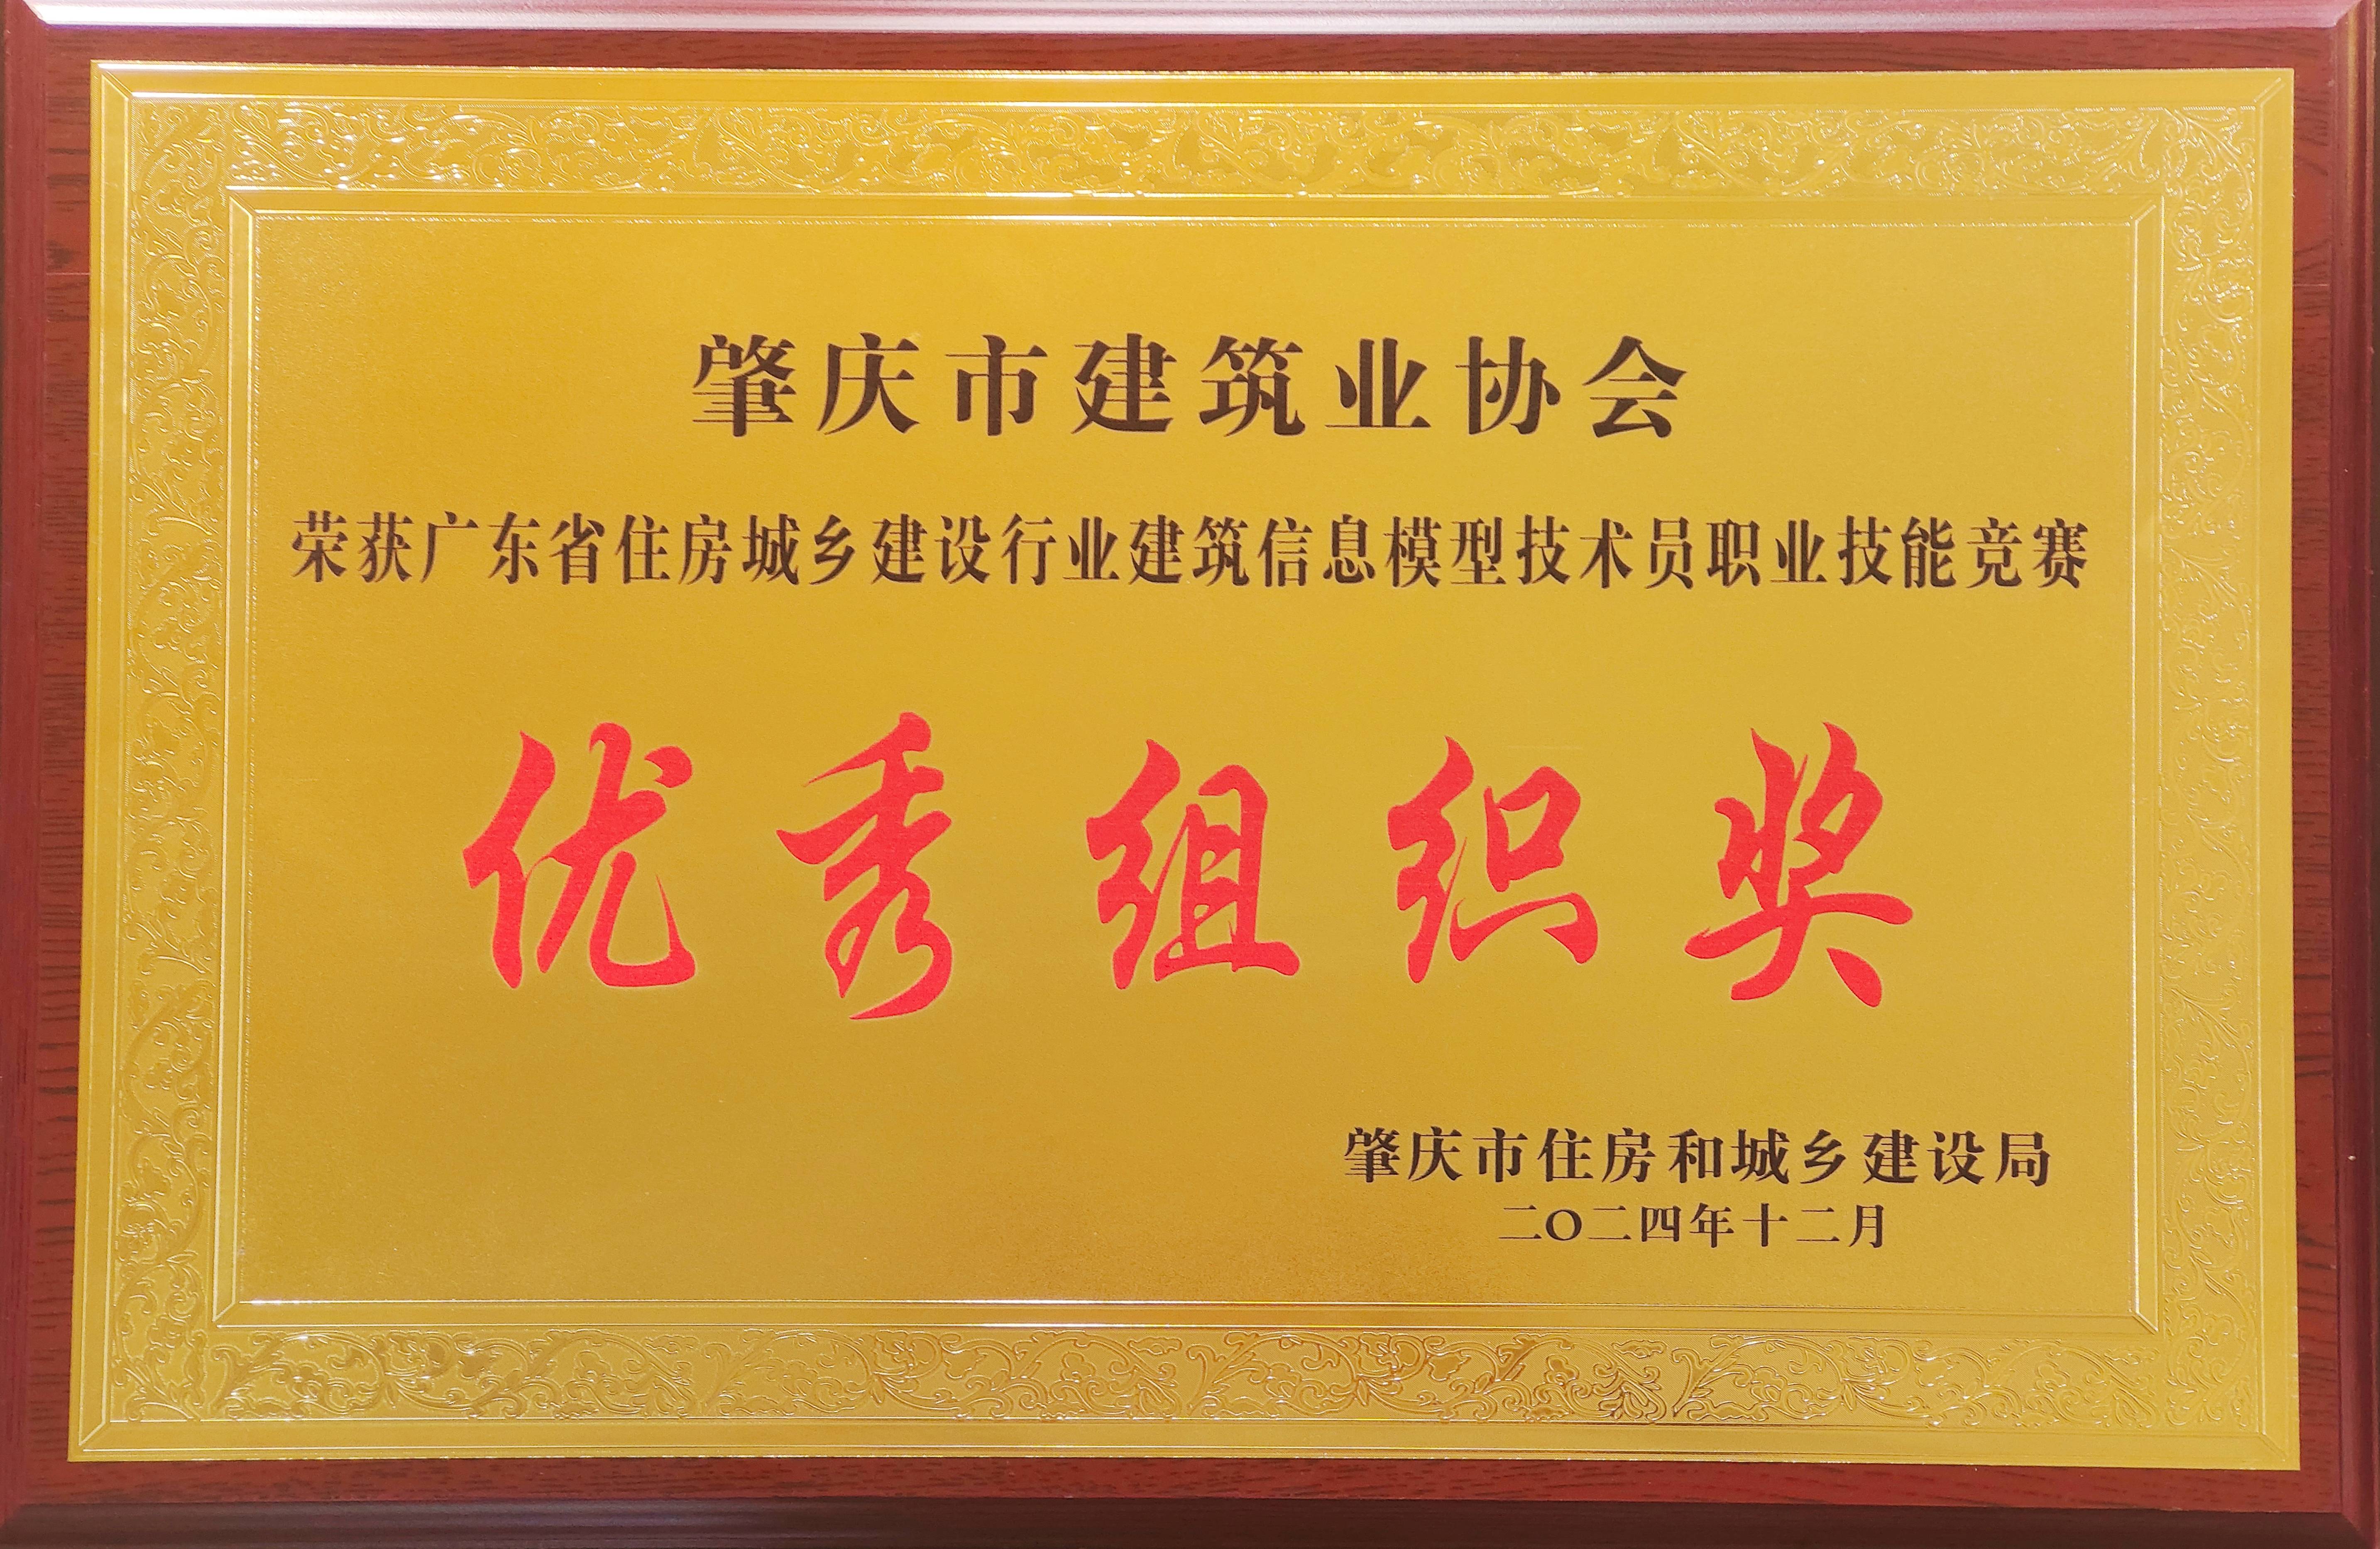 肇庆市建筑业协会
荣获广东省住房城乡建设行业建筑信息模型技术员职业技能竞赛
优秀组织奖
肇庆市住房和城乡建设局
二〇二四年十二月